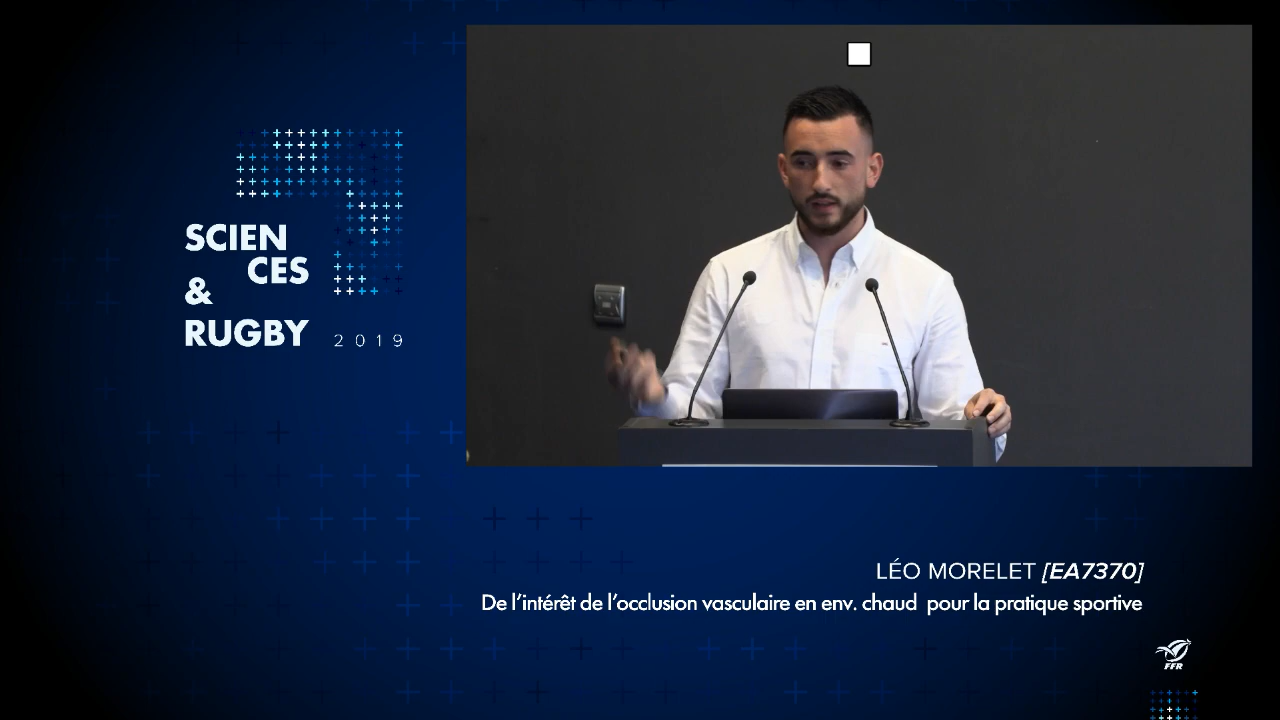 SCIEN
CES
&
RUGBY 2019
LÉO MORELET [EA7370]
De l'intérêt de l'occlusion vasculaire en env. chaud pour la pratique sportive
FFR